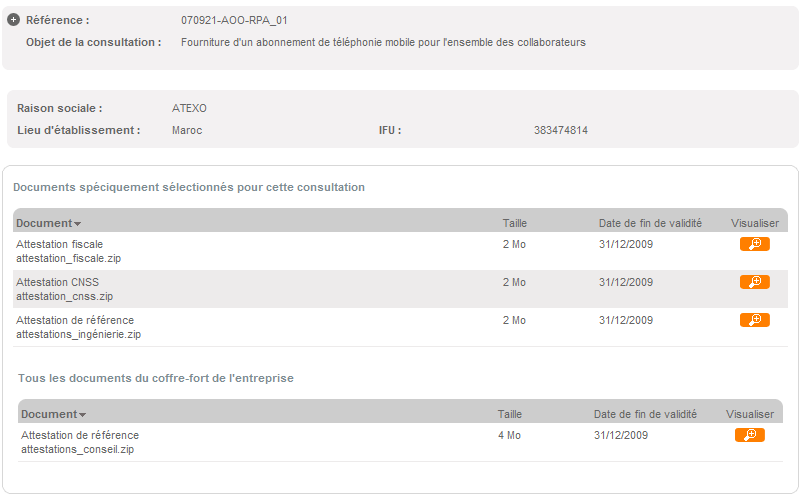 Référence : 070921-AOO-RPA_01
Objet de la consultation : Fourniture d'un abonnement de téléphonie mobile pour l'ensemble des collaborateurs
Raison sociale : ATEXO
Lieu d'établissement : Maroc IFU : 383474814
Documents spéciquement sélectionnés pour cette consultation
Document Taille Date de fin de validité Visualiser
Attestation fiscale 2 Mo 31/12/2009
attestation_fiscale.zip
Attestation CNSS 2 Mo 31/12/2009
attestation_cnss.zip
Attestation de référence 2 Mo 31/12/2009
attestations_ingénierie.zip
Tous les documents du coffre-fort de l'entreprise
Document Taille Date de fin de validité Visualiser
Attestation de référence 4 Mo 31/12/2009
attestations_conseil.zip